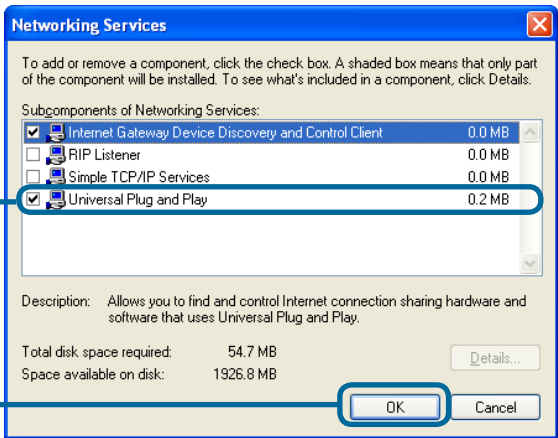 Networking Services
To add or remove a component, click the check box. A shaded box means that only part
of the component will be installed. To see what's included in a component, click Details.
Subcomponents of Networking Services:
Internet Gateway Device Discovery and Control Client 0.0 MB
RIP Listener 0.0 MB
Simple TCP/IP Services 0.0 MB
Universal Plug and Play 0.2 MB
Description: Allows you to find and control Internet connection sharing hardware and
software that uses Universal Plug and Play.
Total disk space required: 54.7 MB
Details...
Space available on disk: 1926.8 MB
OK Cancel